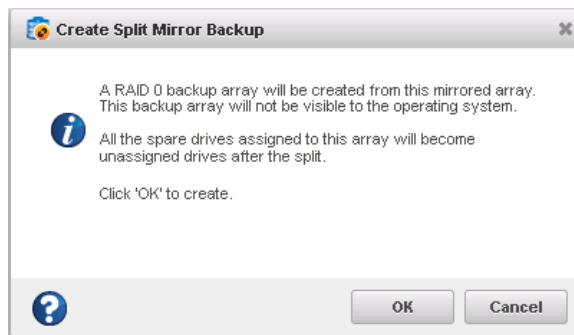 Create Split Mirror Backup
A RAID 0 backup array will be created from this mirrored array.
This backup array will not be visible to the operating system.
All the spare drives assigned to this array will become
unassigned drives after the split.
Click 'OK' to create.
OK
Cancel